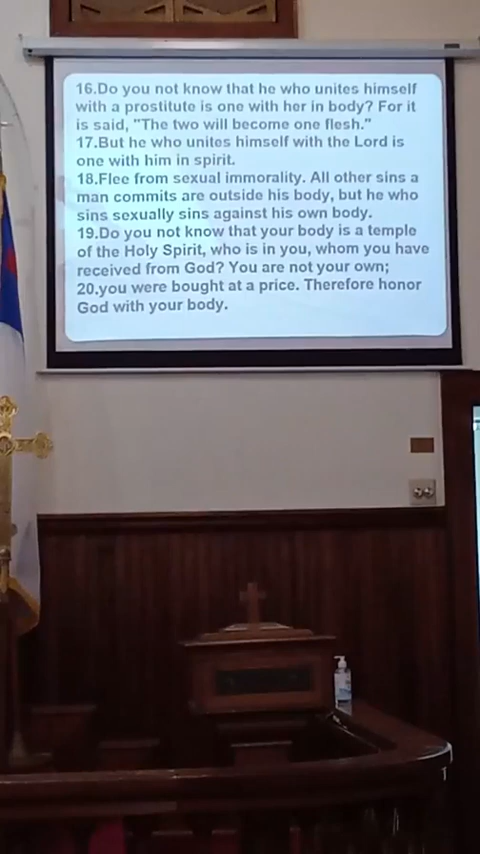 16.Do you not know that he who unites himself
with a prostitute is one with her in body? For it
is said, "The two will become one flesh."
17.But he who unites himself with the Lord is
one with him in spirit.
18.Flee from sexual immorality. All other sins a
man commits are outside his body, but he who
sins sexually sins against his own body.
19.Do you not know that your body is a temple
of the Holy Spirit, who is in you, whom you have
received from God? You are not your own;
20.you were bought at a price. Therefore honor
God with your body.